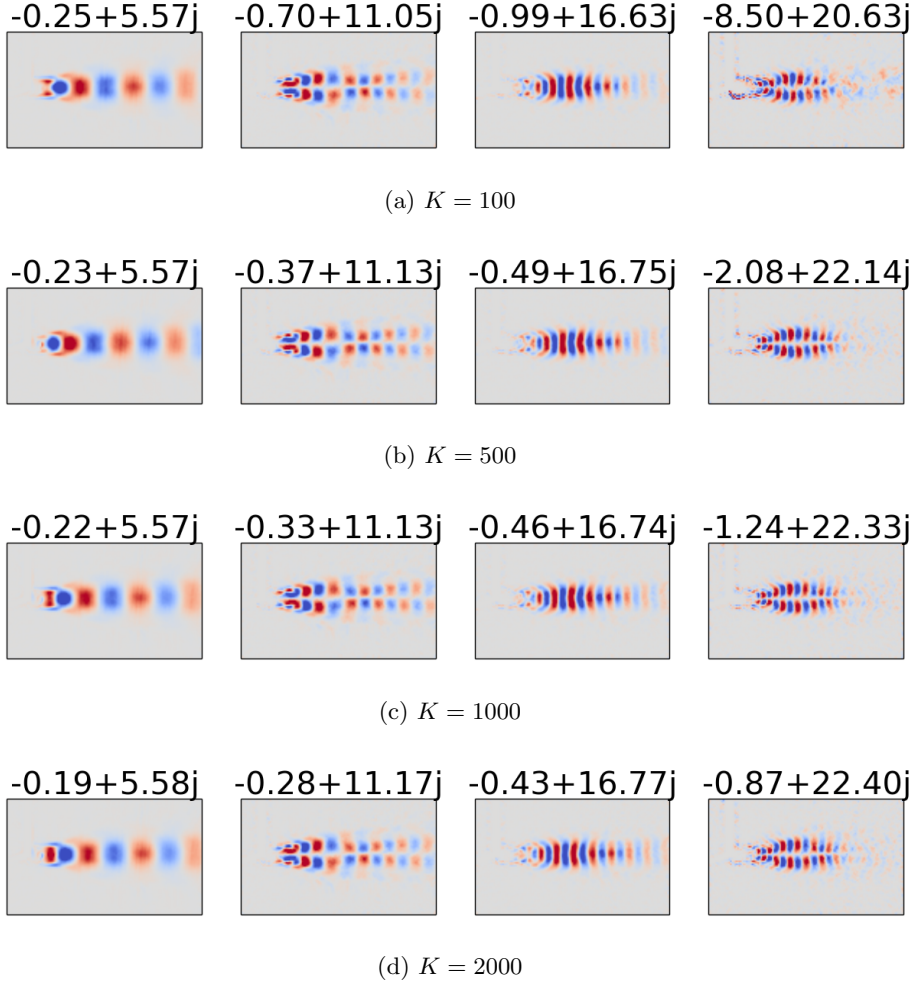 -0.25+5.57j -0.70+11.05j -0.99+16.63j -8.50+20.63j
(a) K = 100
-0.23+5.57j -0.37+11.13j -0.49+16.75j -2.08+22.14j
(b) K = 500
-0.22+5.57j -0.33+11.13j -0.46+16.74j -1.24+22.33j
(c) K = 1000
-0.19+5.58j -0.28+11.17j -0.43+16.77j -0.87+22.40j
(d) K = 2000